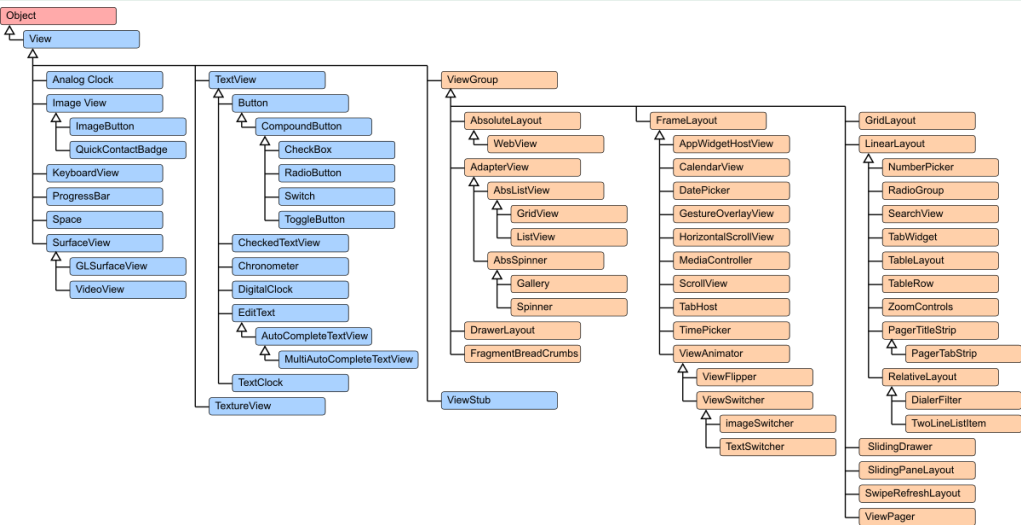 Object
View
Analog Clock
Image View
ImageButton
QuickContactBadge
KeyboardView
ProgressBar
Space
SurfaceView
GLSurfaceView
VideoView
TextView
Button
CompoundButton
CheckBox
RadioButton
Switch
ToggleButton
CheckedTextView
Chronometer
DigitalClock
EditText
AutoCompleteTextView
MultiAutoCompleteTextView
TextClock
TextureView
ViewGroup
AbsoluteLayout
WebView
AdapterView
AbsListView
GridView
ListView
AbsSpinner
Gallery
Spinner
DrawerLayout
FragmentBreadCrumbs
ViewStub
FrameLayout
AppWidgetHostView
CalendarView
DatePicker
GestureOverlayView
HorizontalScrollView
MediaController
ScrollView
TabHost
TimePicker
ViewAnimator
ViewFlipper
ViewSwitcher
imageSwitcher
TextSwitcher
GridLayout
LinearLayout
NumberPicker
RadioGroup
SearchView
TabWidget
TableLayout
TableRow
ZoomControls
PagerTitleStrip
PagerTabStrip
RelativeLayout
DialerFilter
TwoLineListItem
SlidingDrawer
SlidingPaneLayout
SwipeRefreshLayout
ViewPager